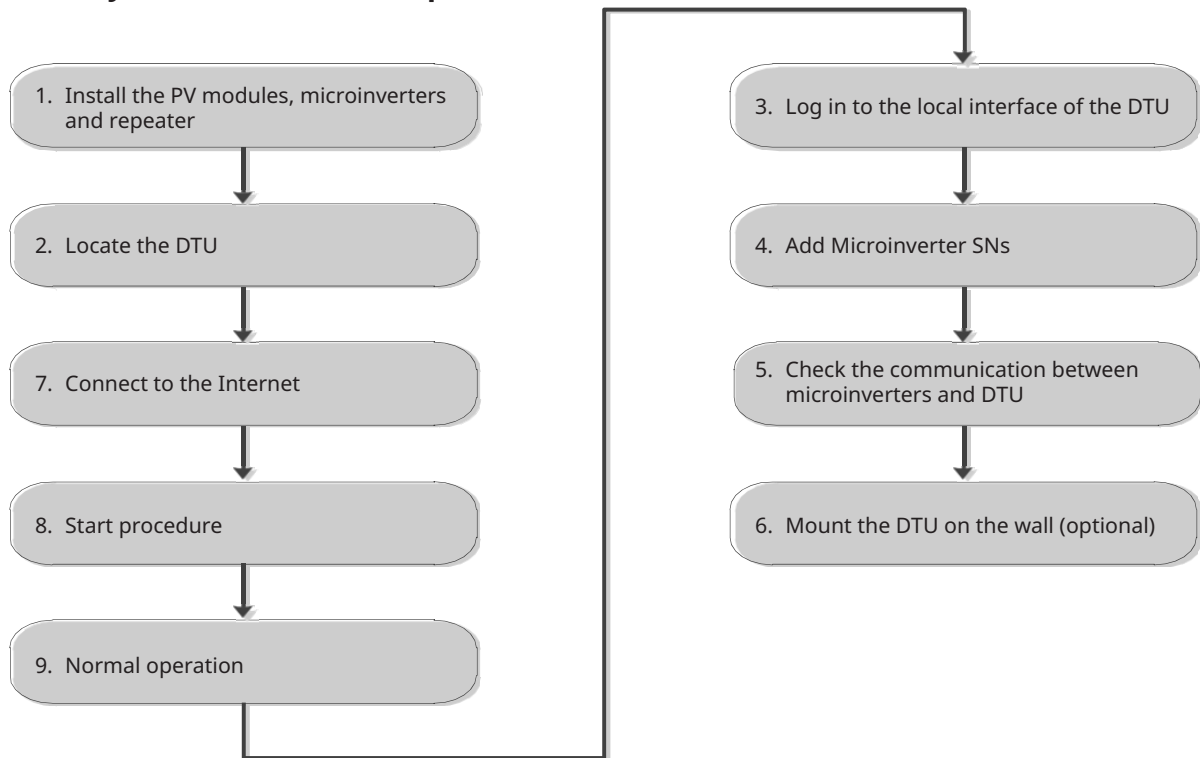 1. Install the PV modules, microinverters
and repeater
2. Locate the DTU
7. Connect to the Internet
8. Start procedure
9. Normal operation
3. Log in to the local interface of the DTU
4. Add Microinverter SNs
5. Check the communication between
microinverters and DTU
6. Mount the DTU on the wall (optional)